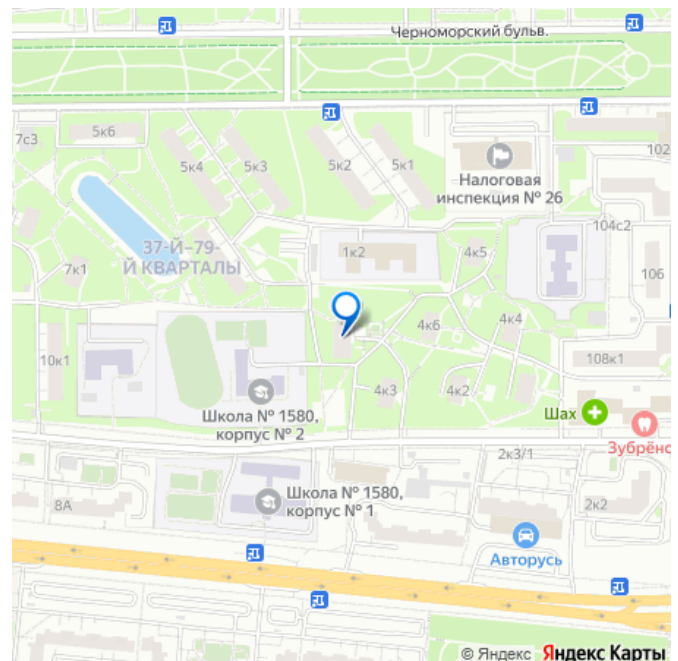 Черноморский бульв.
7с3
5к6
5к4
5к3
5к2
5к1
Налоговая
инспекция № 26
102
104с2
37-Й–79-
Й КВАРТАЛЫ
7к1
1к2
4к5
106
4к6
4к4
10к1
108к1
4к3
4к2
Школа № 1580,
корпус № 2
Шах
Зубрёнс
2к3/1
Школа № 1580,
корпус № 1
8А
2к2
Авторусь
© Яндекс Яндекс Карты